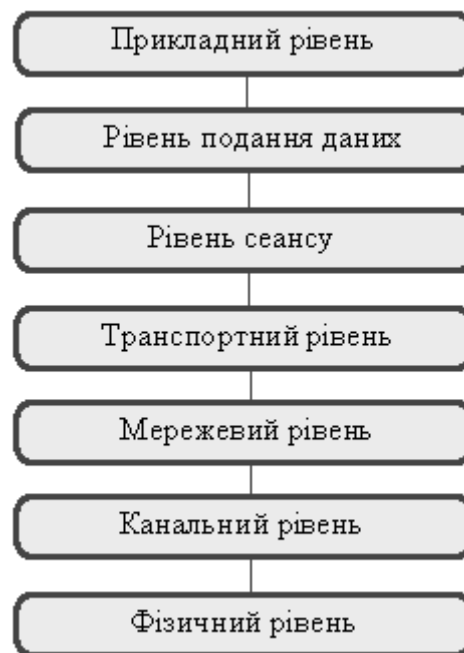 Прикладний рівень
Рівень подання даних
Рівень сеансу
Транспортний рівень
Мережевий рівень
Канальний рівень
Фізичний рівень